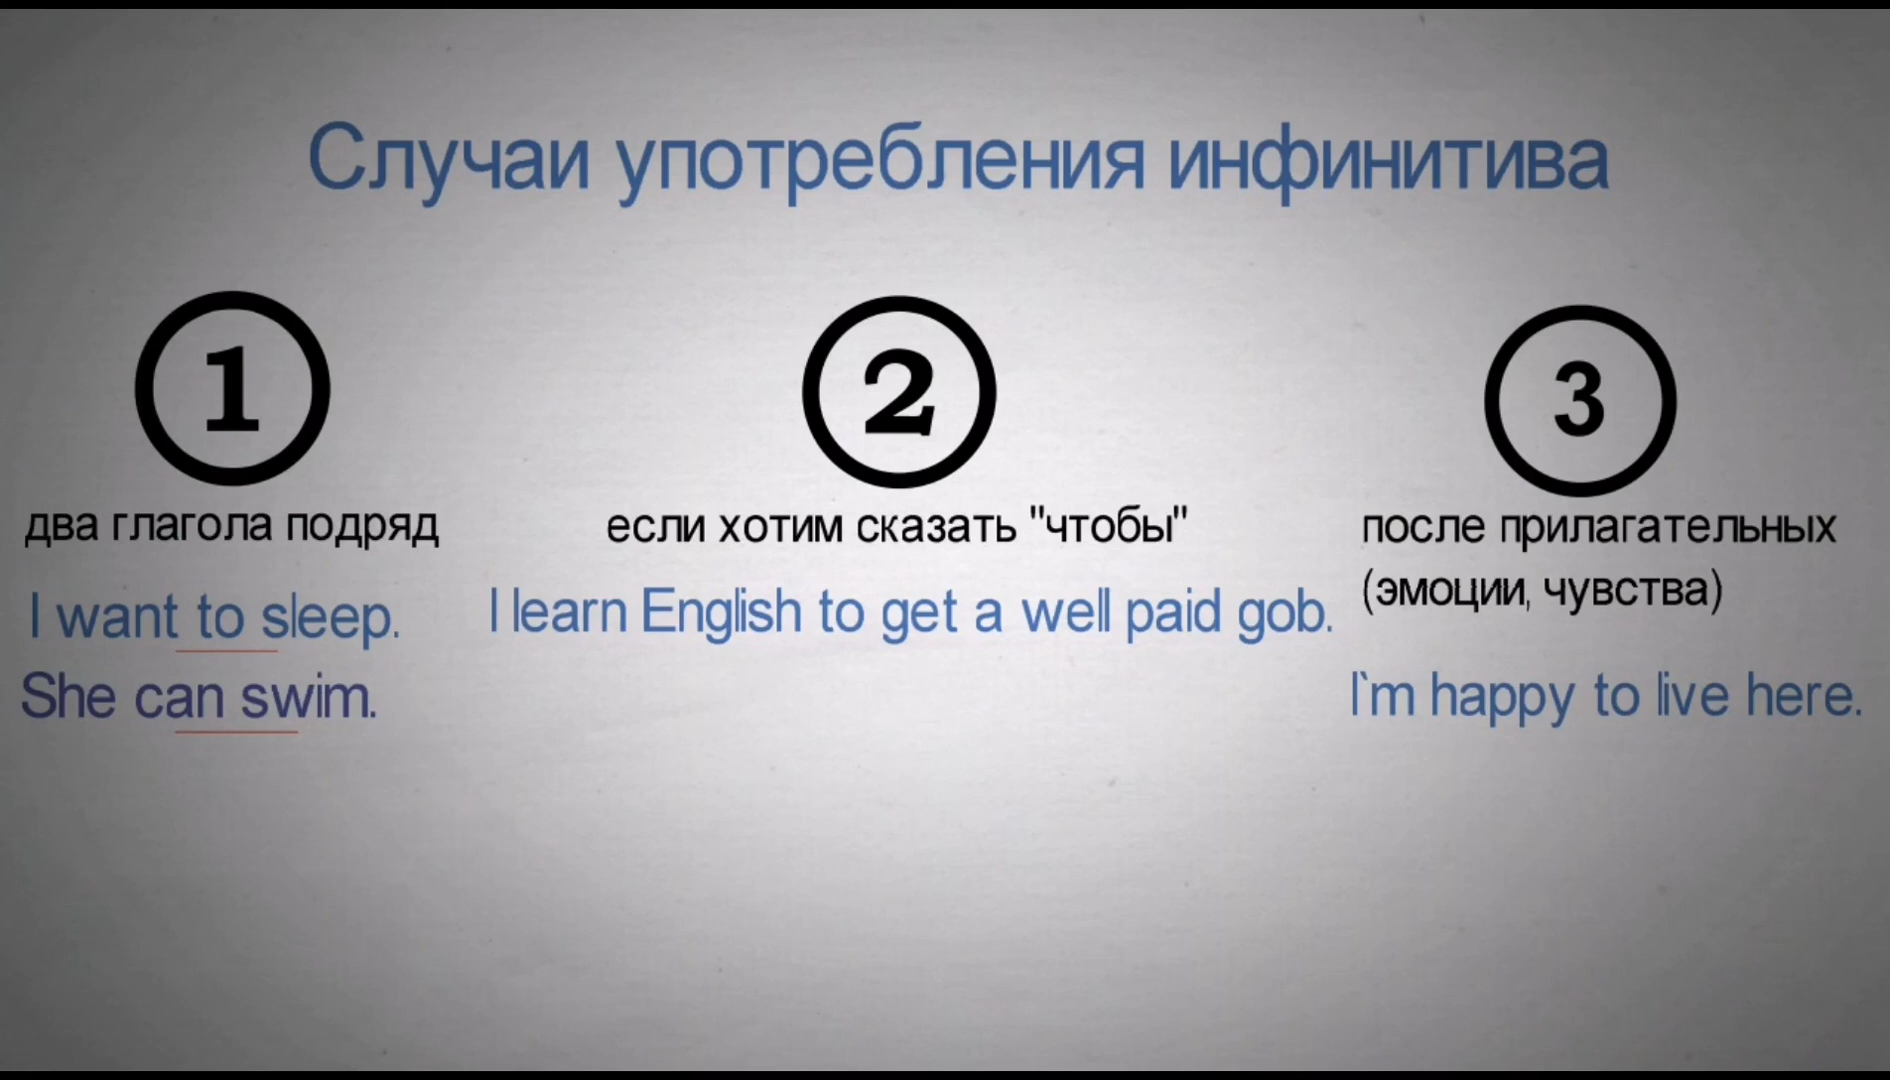 Случаи употребления инфинитива
1
два глагола подряд
I want to sleep.
She can swim.
2
если хотим сказать "чтобы"
I learn English to get a well paid gob.
3
после прилагательных
(эмоции, чувства)
I`m happy to live here.